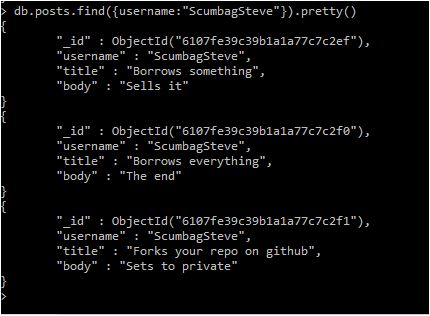 > db.posts.find({username:"ScumbagSteve"}).pretty()
{
"_id" : ObjectId("6107fe39c39b1a1a77c7c2ef"),
"username" : "ScumbagSteve",
"title" : "Borrows something",
"body" : "Sells it"
}
{
"_id" : ObjectId("6107fe39c39b1a1a77c7c2f0"),
"username" : "ScumbagSteve",
"title" : "Borrows everything",
"body" : "The end"
}
{
"_id" : ObjectId("6107fe39c39b1a1a77c7c2f1"),
"username" : "ScumbagSteve",
"title" : "Forks your repo on github",
"body" : "Sets to private"
}
>